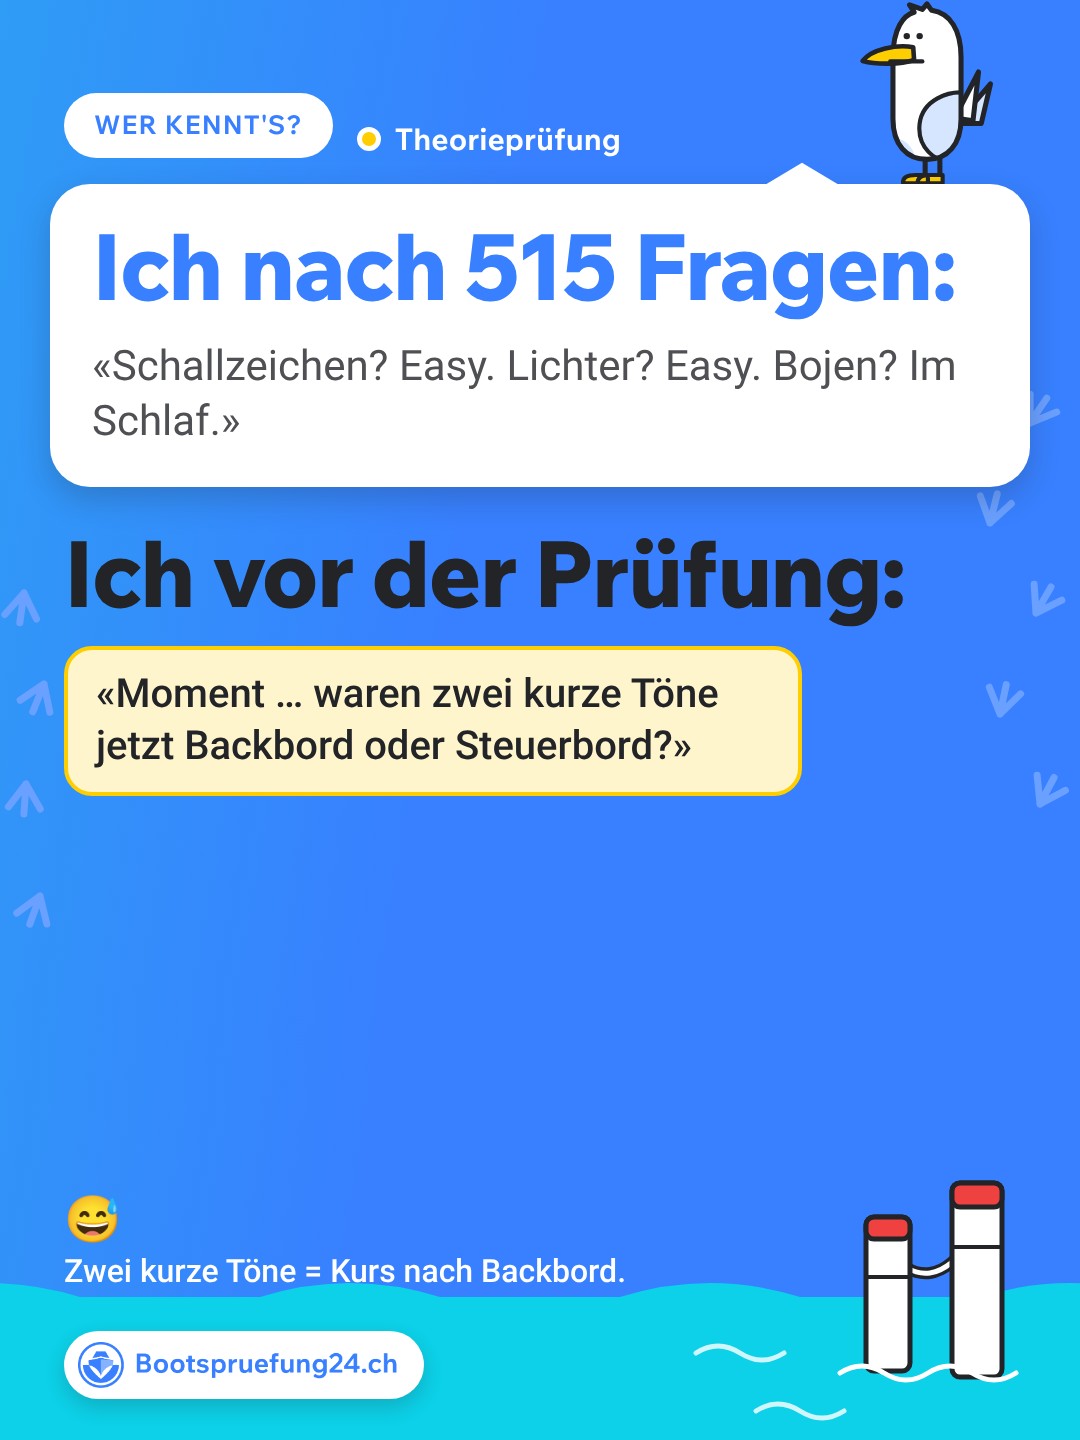 WER KENNT'S?
Theorieprüfung
Ich nach 515 Fragen:
«Schallzeichen? Easy. Lichter? Easy. Bojen? Im
Schlaf.»
Ich vor der Prüfung:
«Moment ... waren zwei kurze Töne
jetzt Backbord oder Steuerbord?»
😅
Zwei kurze Töne = Kurs nach Backbord.
Bootspruefung24.ch